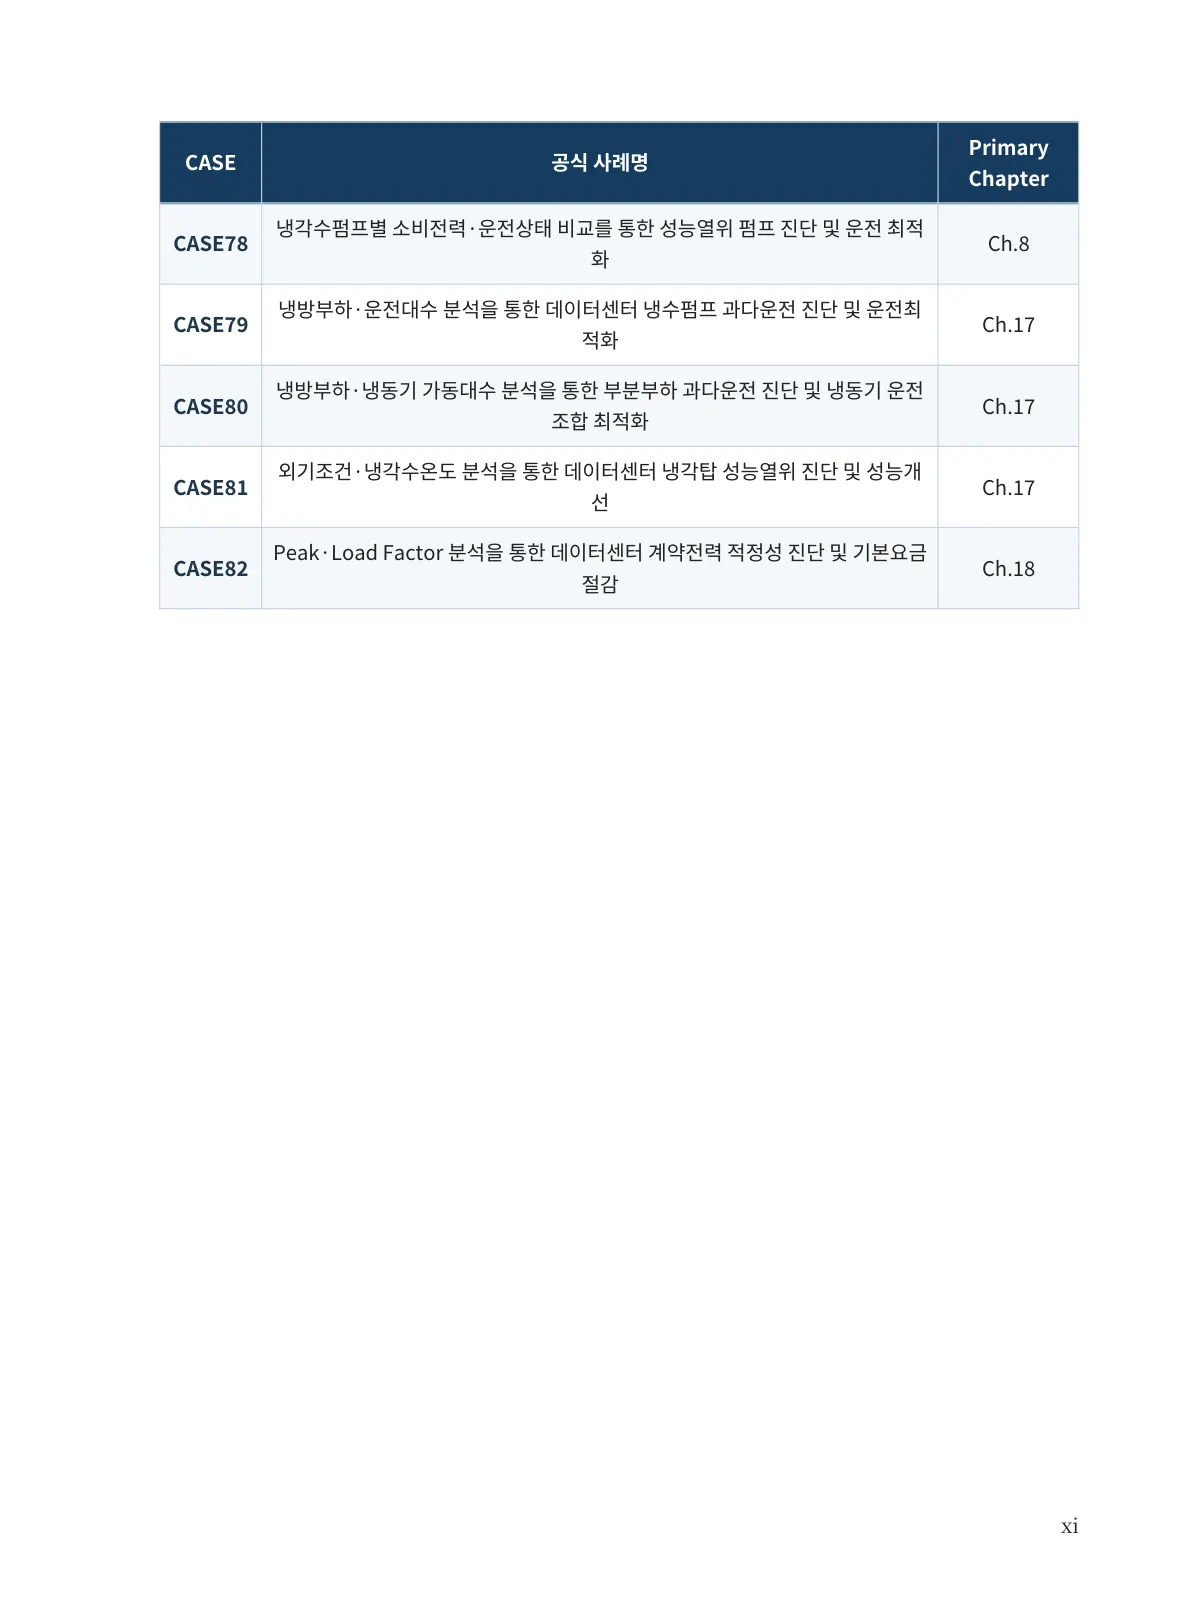 CASE
공식 사례명
Primary
Chapter
CASE78
냉각수펌프별 소비전력·운전상태 비교를 통한 성능열위 펌프 진단 및 운전 최적
화
Ch.8
CASE79
냉방부하·운전대수 분석을 통한 데이터센터 냉수펌프 과다운전 진단 및 운전최
적화
Ch.17
CASE80
냉방부하·냉동기 가동대수 분석을 통한 부분부하 과다운전 진단 및 냉동기 운전
조합 최적화
Ch.17
CASE81
외기조건·냉각수온도 분석을 통한 데이터센터 냉각탑 성능열위 진단 및 성능개
선
Ch.17
CASE82
Peak·Load Factor 분석을 통한 데이터센터 계약전력 적정성 진단 및 기본요금
절감
Ch.18
xi